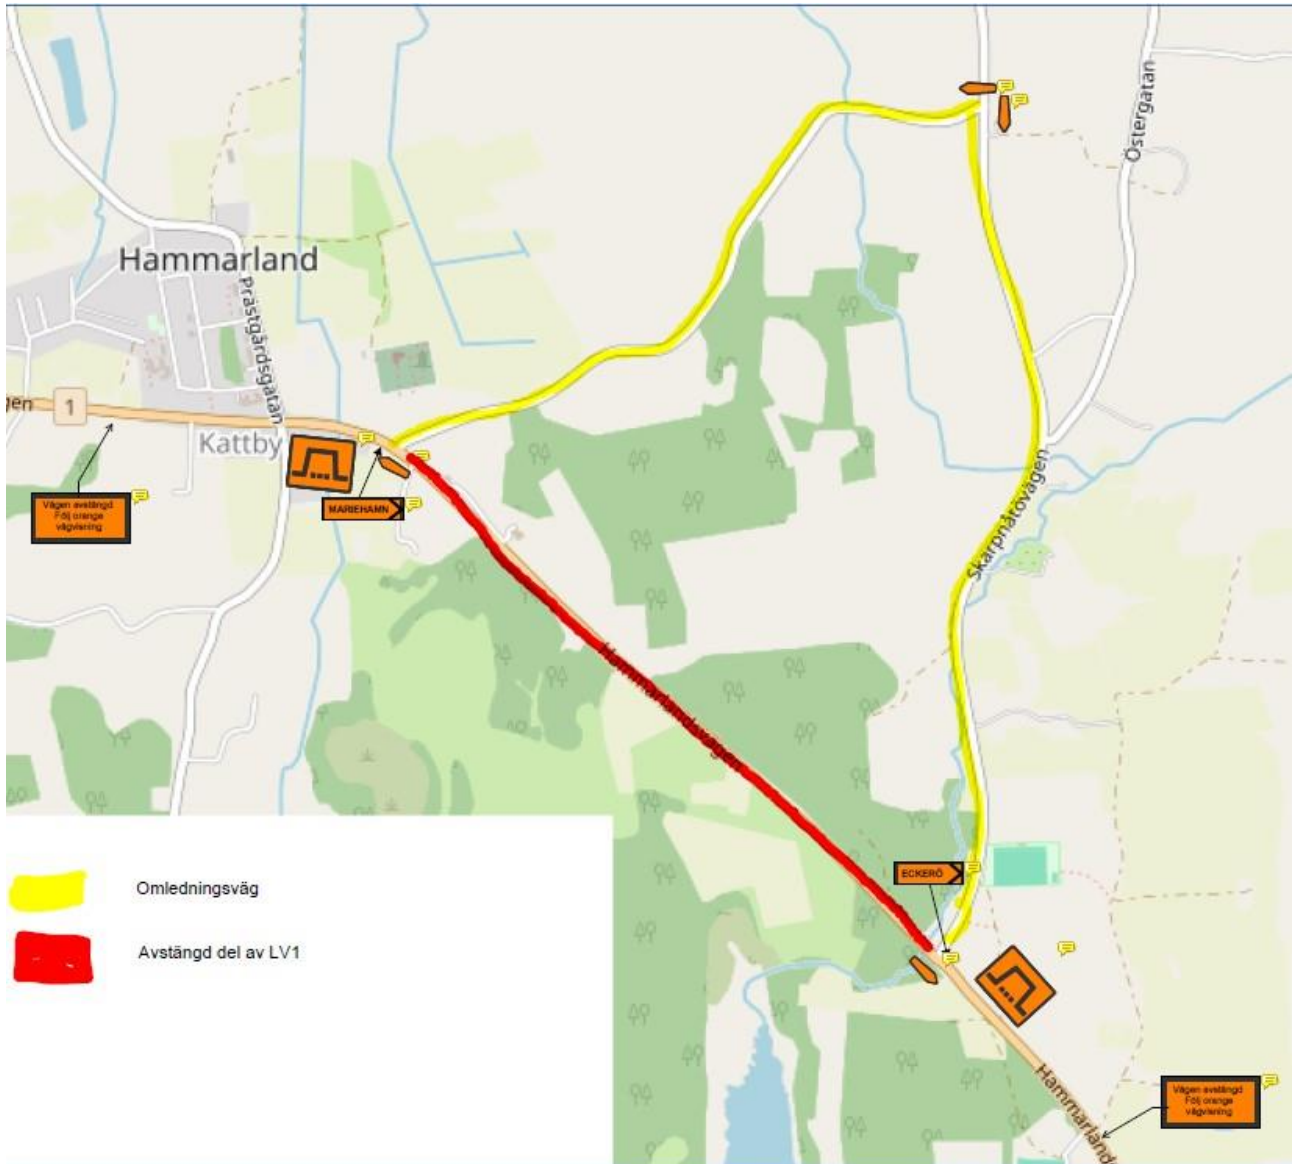 Östergatan
Hammarland
Prästgårdsgatan
gen
1
Kattby
Vägen avstängd
Följ orange
vägvisning
MARIEHAMN
Skarpnåtovägen
Hammarlandsvägen
ECKERÖ
Omledningsväg
Avstängd del av LV1
Hammarland
Vägen avstängd
Följ orange
vägvisning